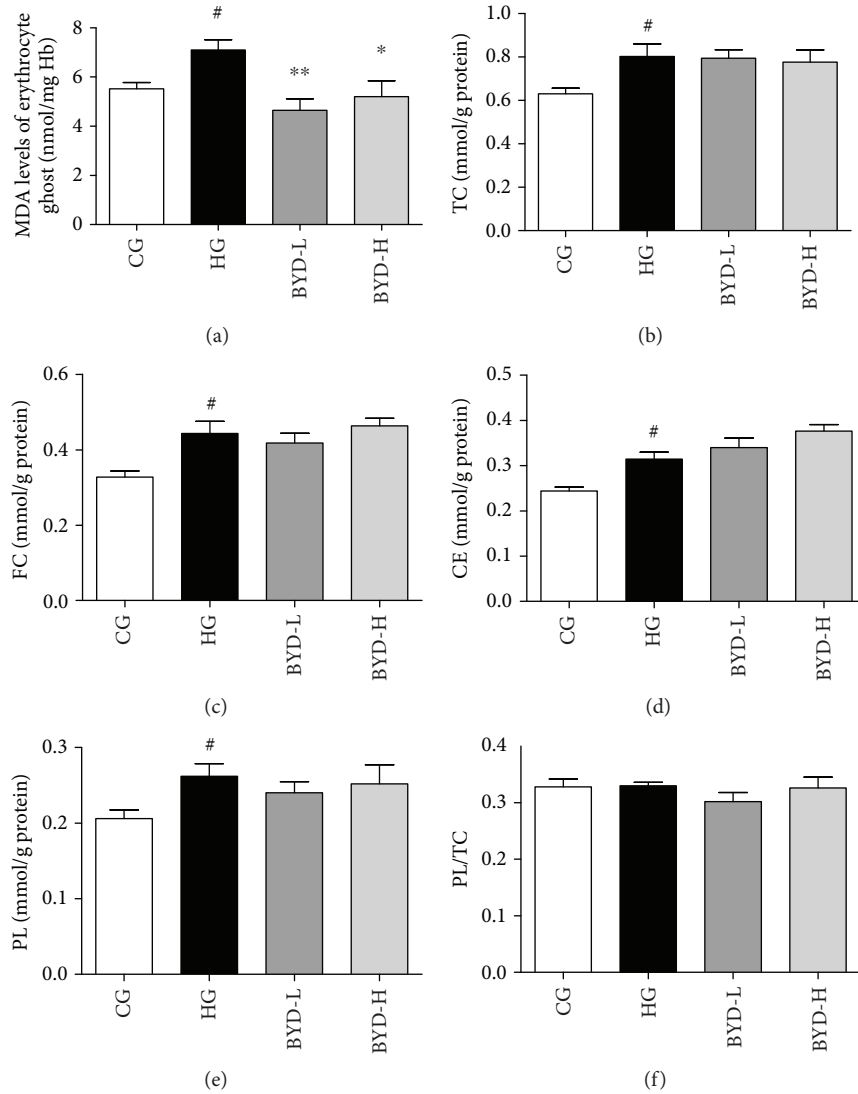 MDA levels of erythrocyte
ghost (nmol/mg Hb)
8
6
4
2
0
#
**
*
CG
HG
BYD-L
BYD-H
(a)
TC (mmol/g protein)
1.0
0.8
0.6
0.4
0.2
0.0
#
CG
HG
BYD-L
BYD-H
(b)
FC (mmol/g protein)
0.6
0.4
0.2
0.0
#
CG
HG
BYD-L
BYD-H
(c)
CE (mmol/g protein)
0.5
0.4
0.3
0.2
0.1
0.0
#
CG
HG
BYD-L
BYD-H
(d)
PL (mmol/g protein)
0.3
0.2
0.1
0.0
#
CG
HG
BYD-L
BYD-H
(e)
PL/TC
0.4
0.3
0.2
0.1
0.0
CG
HG
BYD-L
BYD-H
(f)